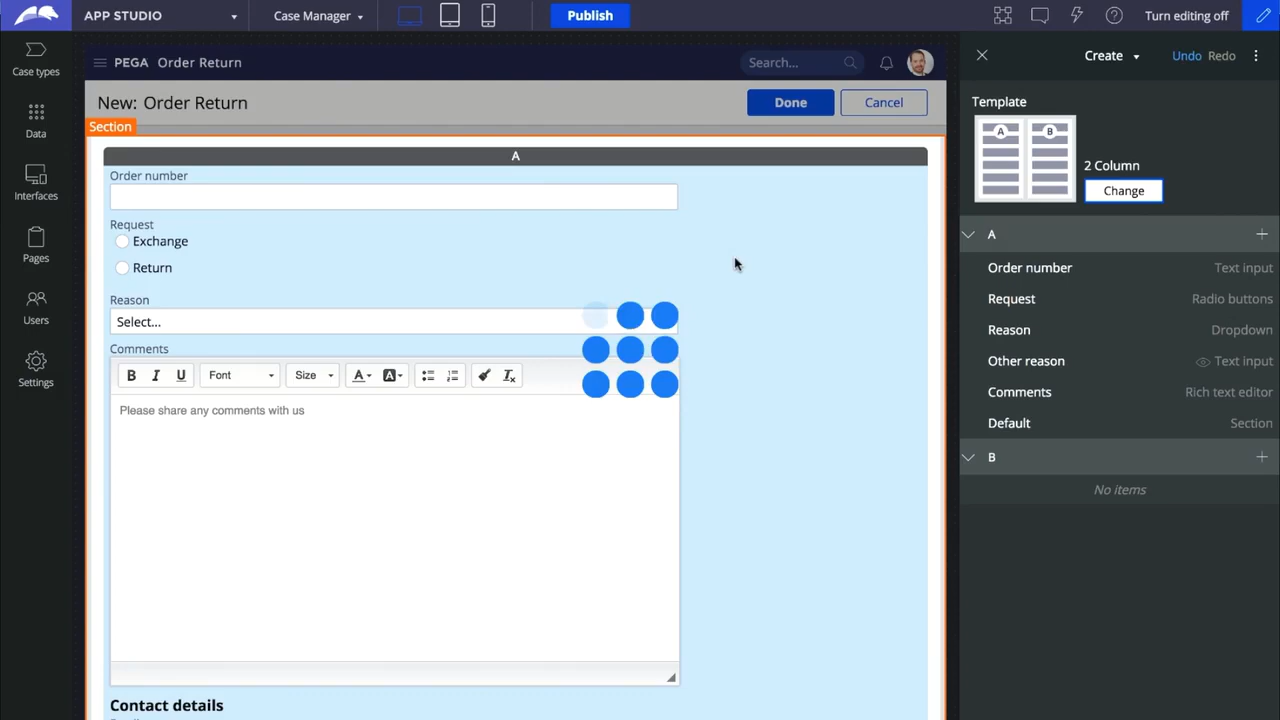 APP STUDIO
Case Manager
Publish
Turn editing off
Case types
Data
Interfaces
Pages
Users
Settings
PEGA Order Return
Search...
New: Order Return
Done
Cancel
Section
A
Order number
Request
Exchange
Return
Reason
Select...
Comments
B I U Font Size A A
Please share any comments with us
Contact details
Create
Undo Redo
Template
A B
2 Column
Change
A
Order number Text input
Request Radio buttons
Reason Dropdown
Other reason Text input
Comments Rich text editor
Default Section
B
No items